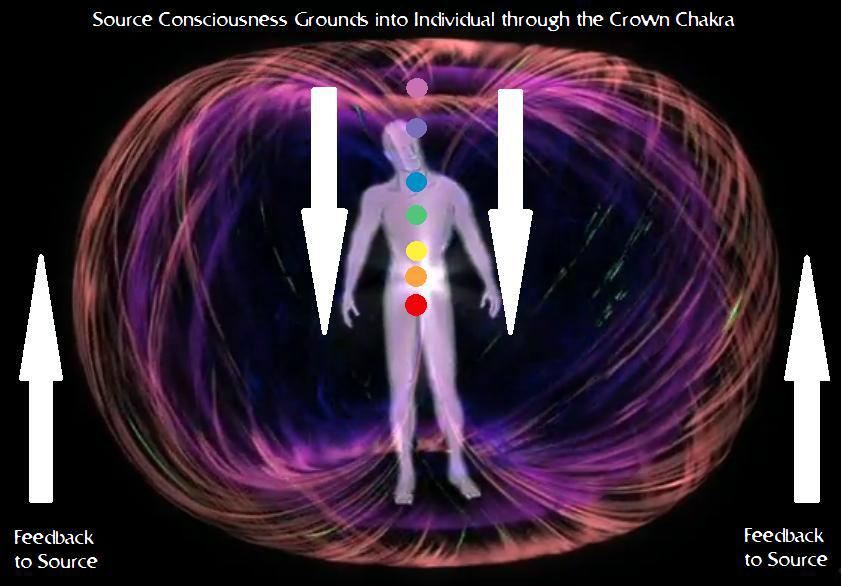 Source Consciousness Grounds into Individual through the Crown Chakra
Feedback
to Source
Feedback
to Source